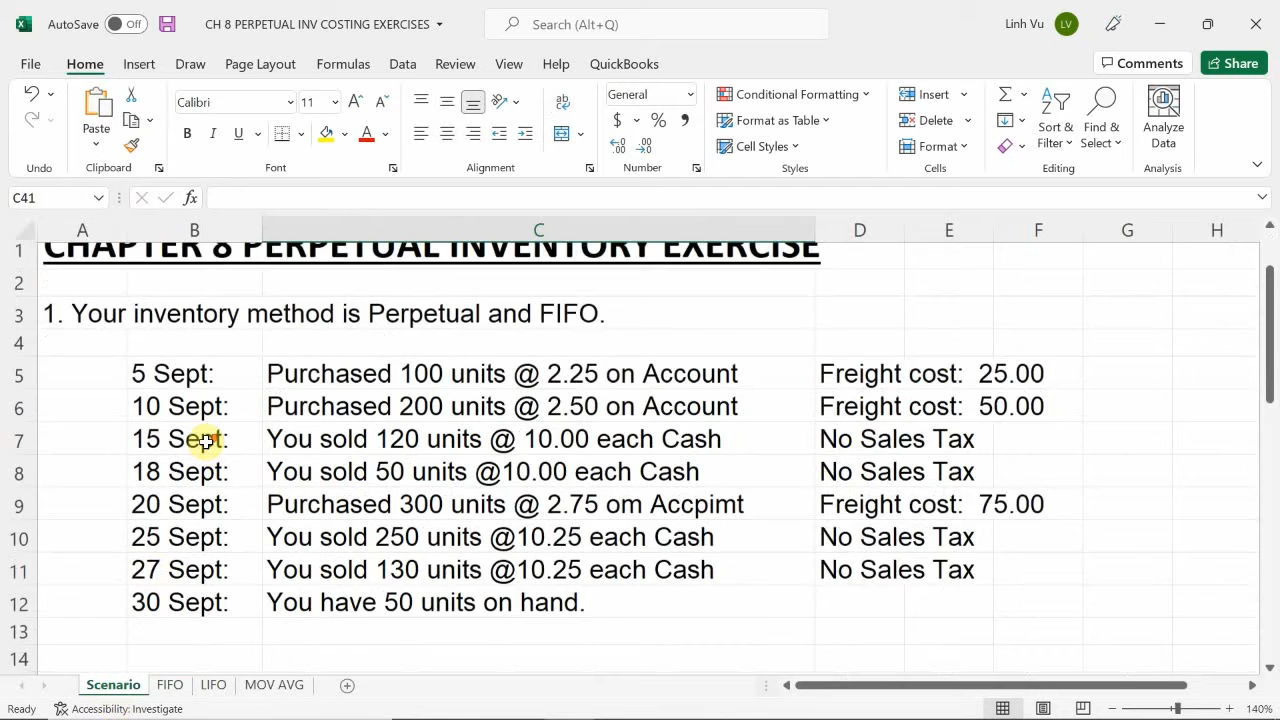 AutoSave Off CH 8 PERPETUAL INV COSTING EXERCISES Search (Alt+Q) Linh Vu LV
File Home Insert Draw Page Layout Formulas Data Review View Help QuickBooks Comments Share
Calibri 11 General Conditional Formatting Insert
Paste B I U $ % Format as Table Delete Sort & Filter Find & Select Analyze Data
Cell Styles Format
Undo Clipboard Font Alignment Number Styles Cells Editing Analysis
C41 fx
A B C D E F G H
1 CHAPTER 8 PERPETUAL INVENTORY EXERCISE
2
3 1. Your inventory method is Perpetual and FIFO.
4
5 5 Sept: Purchased 100 units @ 2.25 on Account Freight cost: 25.00
6 10 Sept: Purchased 200 units @ 2.50 on Account Freight cost: 50.00
7 15 Sept: You sold 120 units @ 10.00 each Cash No Sales Tax
8 18 Sept: You sold 50 units @10.00 each Cash No Sales Tax
9 20 Sept: Purchased 300 units @ 2.75 om Accpimt Freight cost: 75.00
10 25 Sept: You sold 250 units @10.25 each Cash No Sales Tax
11 27 Sept: You sold 130 units @10.25 each Cash No Sales Tax
12 30 Sept: You have 50 units on hand.
13
14
Scenario FIFO LIFO MOV AVG
Ready Accessibility: Investigate 140%